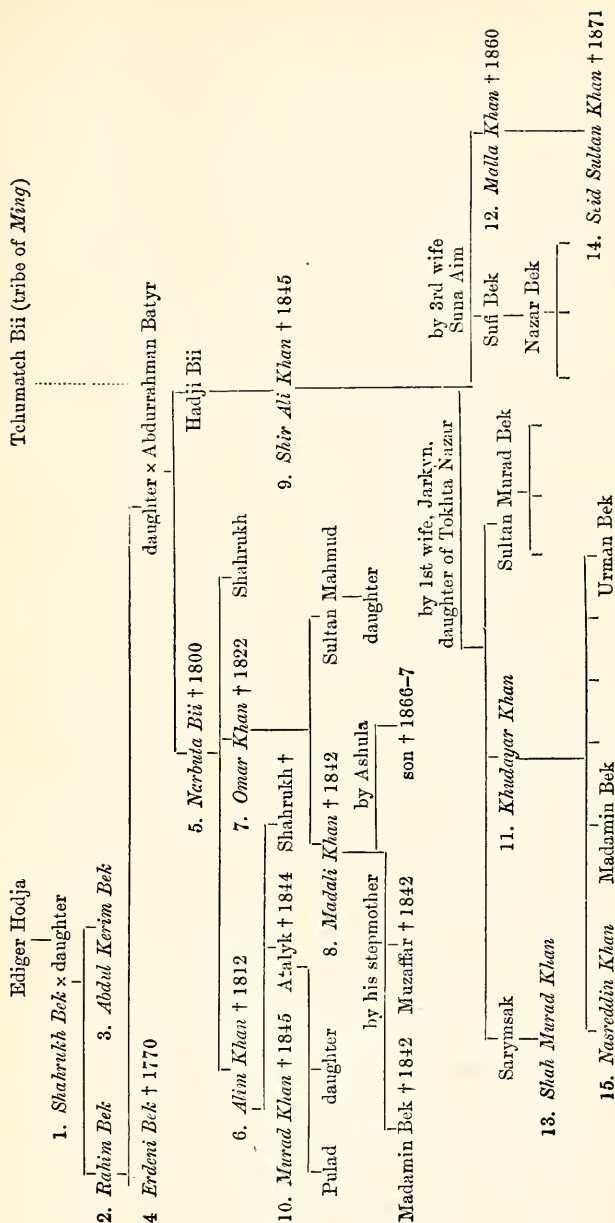 Ediger Hodja
Tchumatch Bii (tribe of Ming)
1. Shahrukh Bek × daughter
2. Rahim Bek 3. Abdul Kerim Bek
4 Erdeni Bek † 1770
daughter × Abdurrahman Batyr
5. Narbuta Bii † 1800
Hadji Bii
6. Alim Khan † 1812 7. Omar Khan † 1822 Shahrukh
9. Shir Ali Khan † 1845
10. Murad Khan † 1845 Atalyk † 1844 Shahrukh †
8. Madali Khan † 1842 Sultan Mahmud
Pulad daughter
by his stepmother by Ashula
daughter
Madamin Bek † 1842 Muzaffar † 1842 son † 1866–7
by 1st wife, Jarkyn,
daughter of Tokhta Nazar
by 3rd wife
Suna Aim
Sarymsak 11. Khudayar Khan Sultan Murad Bek
Sufi Bek 12. Malla Khan † 1860
13. Shah Murad Khan
Nazar Bek
14. Seid Sultan Khan † 1871
15. Nasreddin Khan Madamin Bek Urman Bek